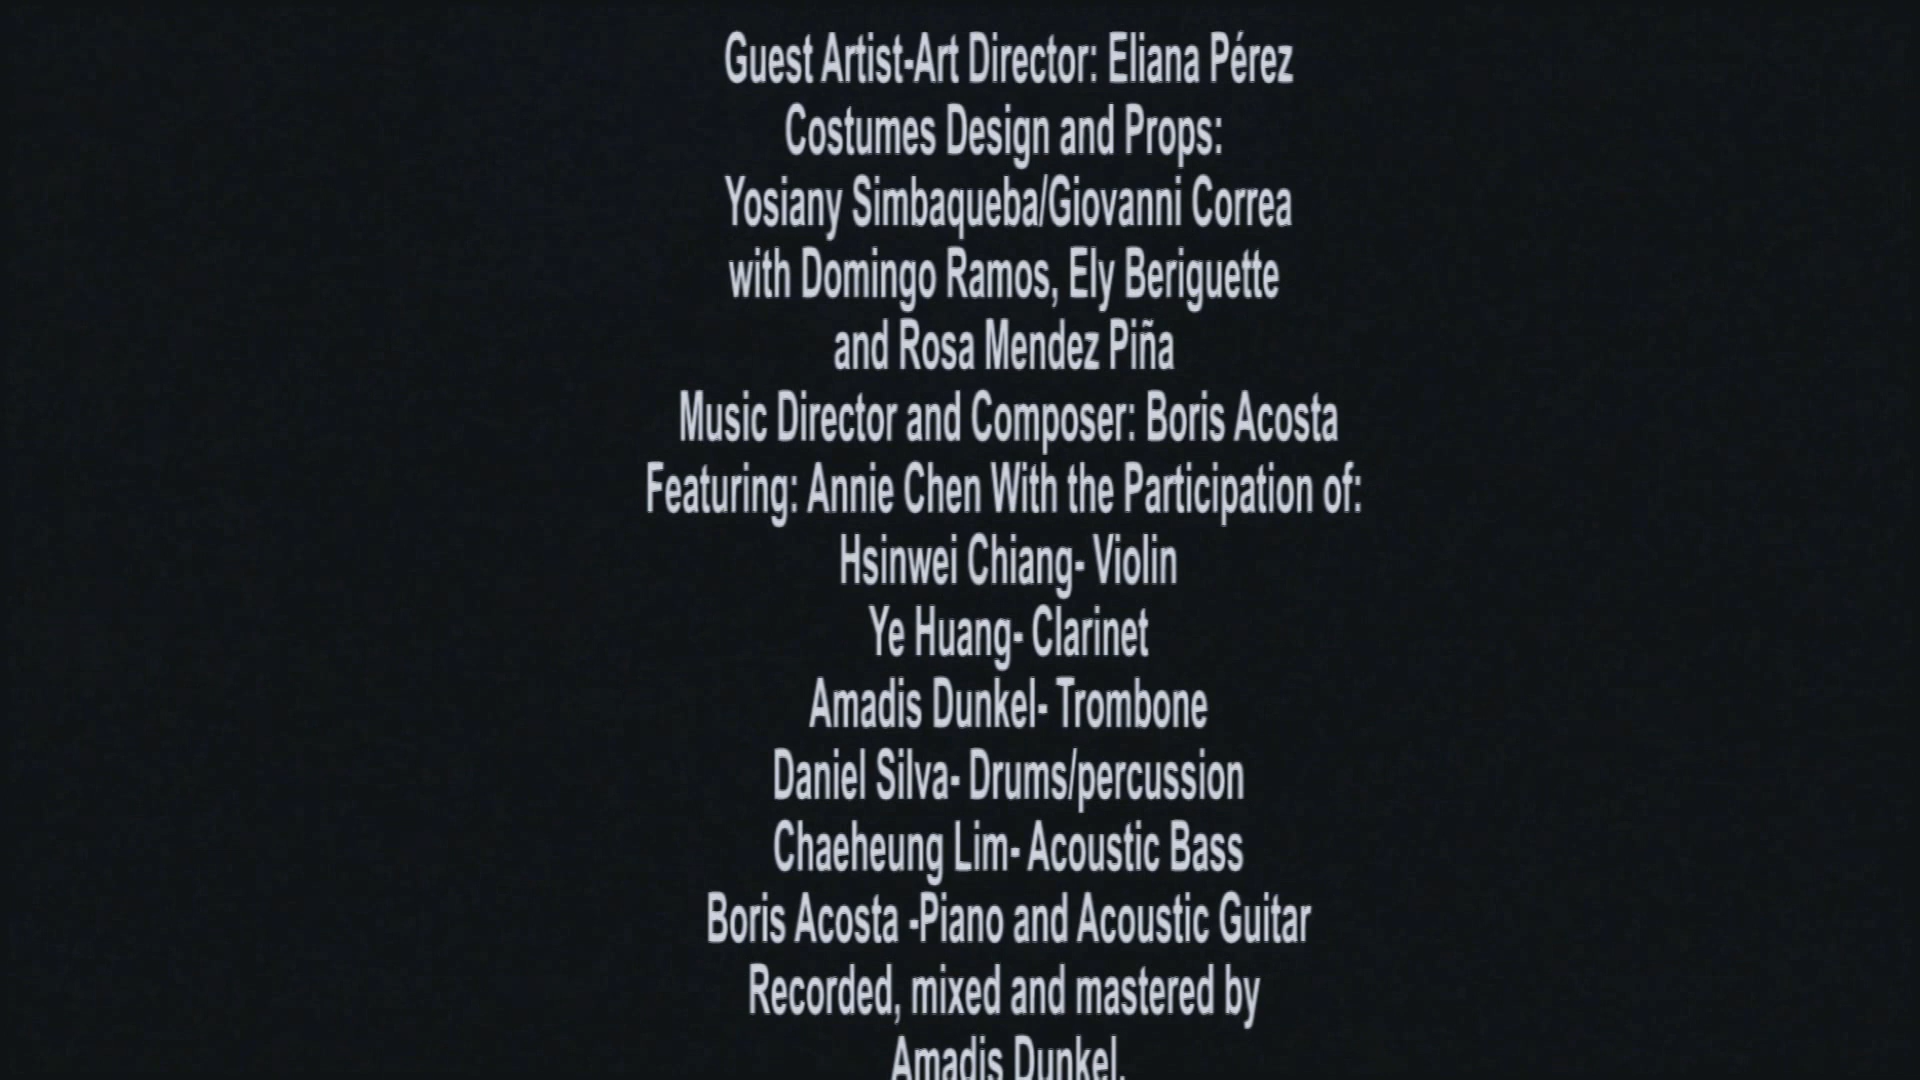 Guest Artist-Art Director: Eliana Pérez
Costumes Design and Props:
Yosiany Simbaqueba/Giovanni Correa
with Domingo Ramos, Ely Beriguette
and Rosa Mendez Piña
Music Director and Composer: Boris Acosta
Featuring: Annie Chen With the Participation of:
Hsinwei Chiang- Violin
Ye Huang- Clarinet
Amadis Dunkel- Trombone
Daniel Silva- Drums/percussion
Chaeheung Lim- Acoustic Bass
Boris Acosta -Piano and Acoustic Guitar
Recorded, mixed and mastered by
Amadis Dunkel.